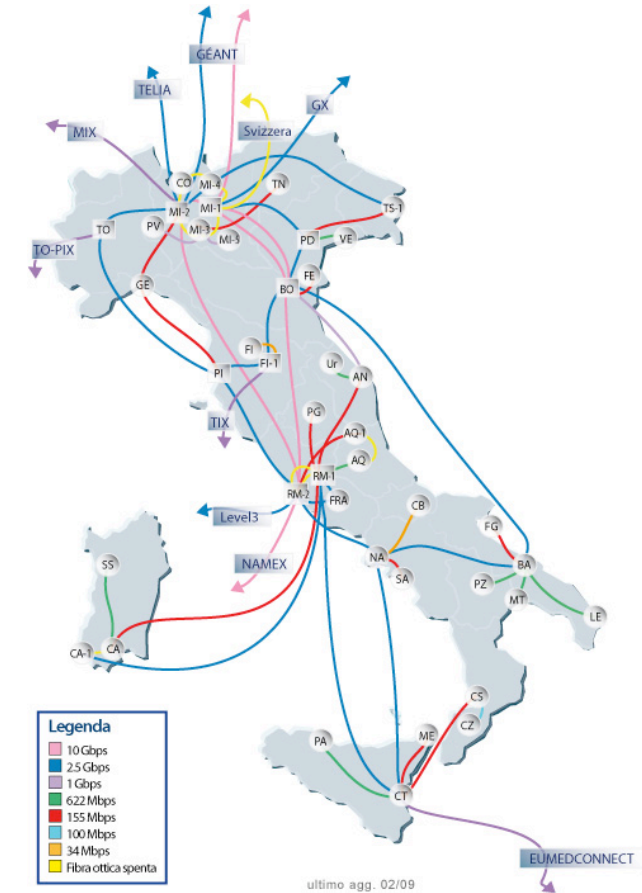 GÉANT
TELIA
GX
MIX
Svizzera
CO
MI-4
TN
MI-2
MI-1
TS-1
TO
PV
MI-3
MI-3
PD
VE
TO-PIX
GE
FE
BO
FI
FI-1
Ur
PI
AN
TIX
PG
AQ-1
AQ
RM-1
RM-2
FRA
CB
Level3
FG
NA
NAMEX
BA
SS
SA
PZ
MT
LE
CA-1
CA
CS
CZ
PA
ME
CT
Legenda
10 Gbps
2.5 Gbps
1 Gbps
622 Mbps
155 Mbps
100 Mbps
34 Mbps
Fibra ottica spenta
EUMEDCONNECT
ultimo agg. 02/09